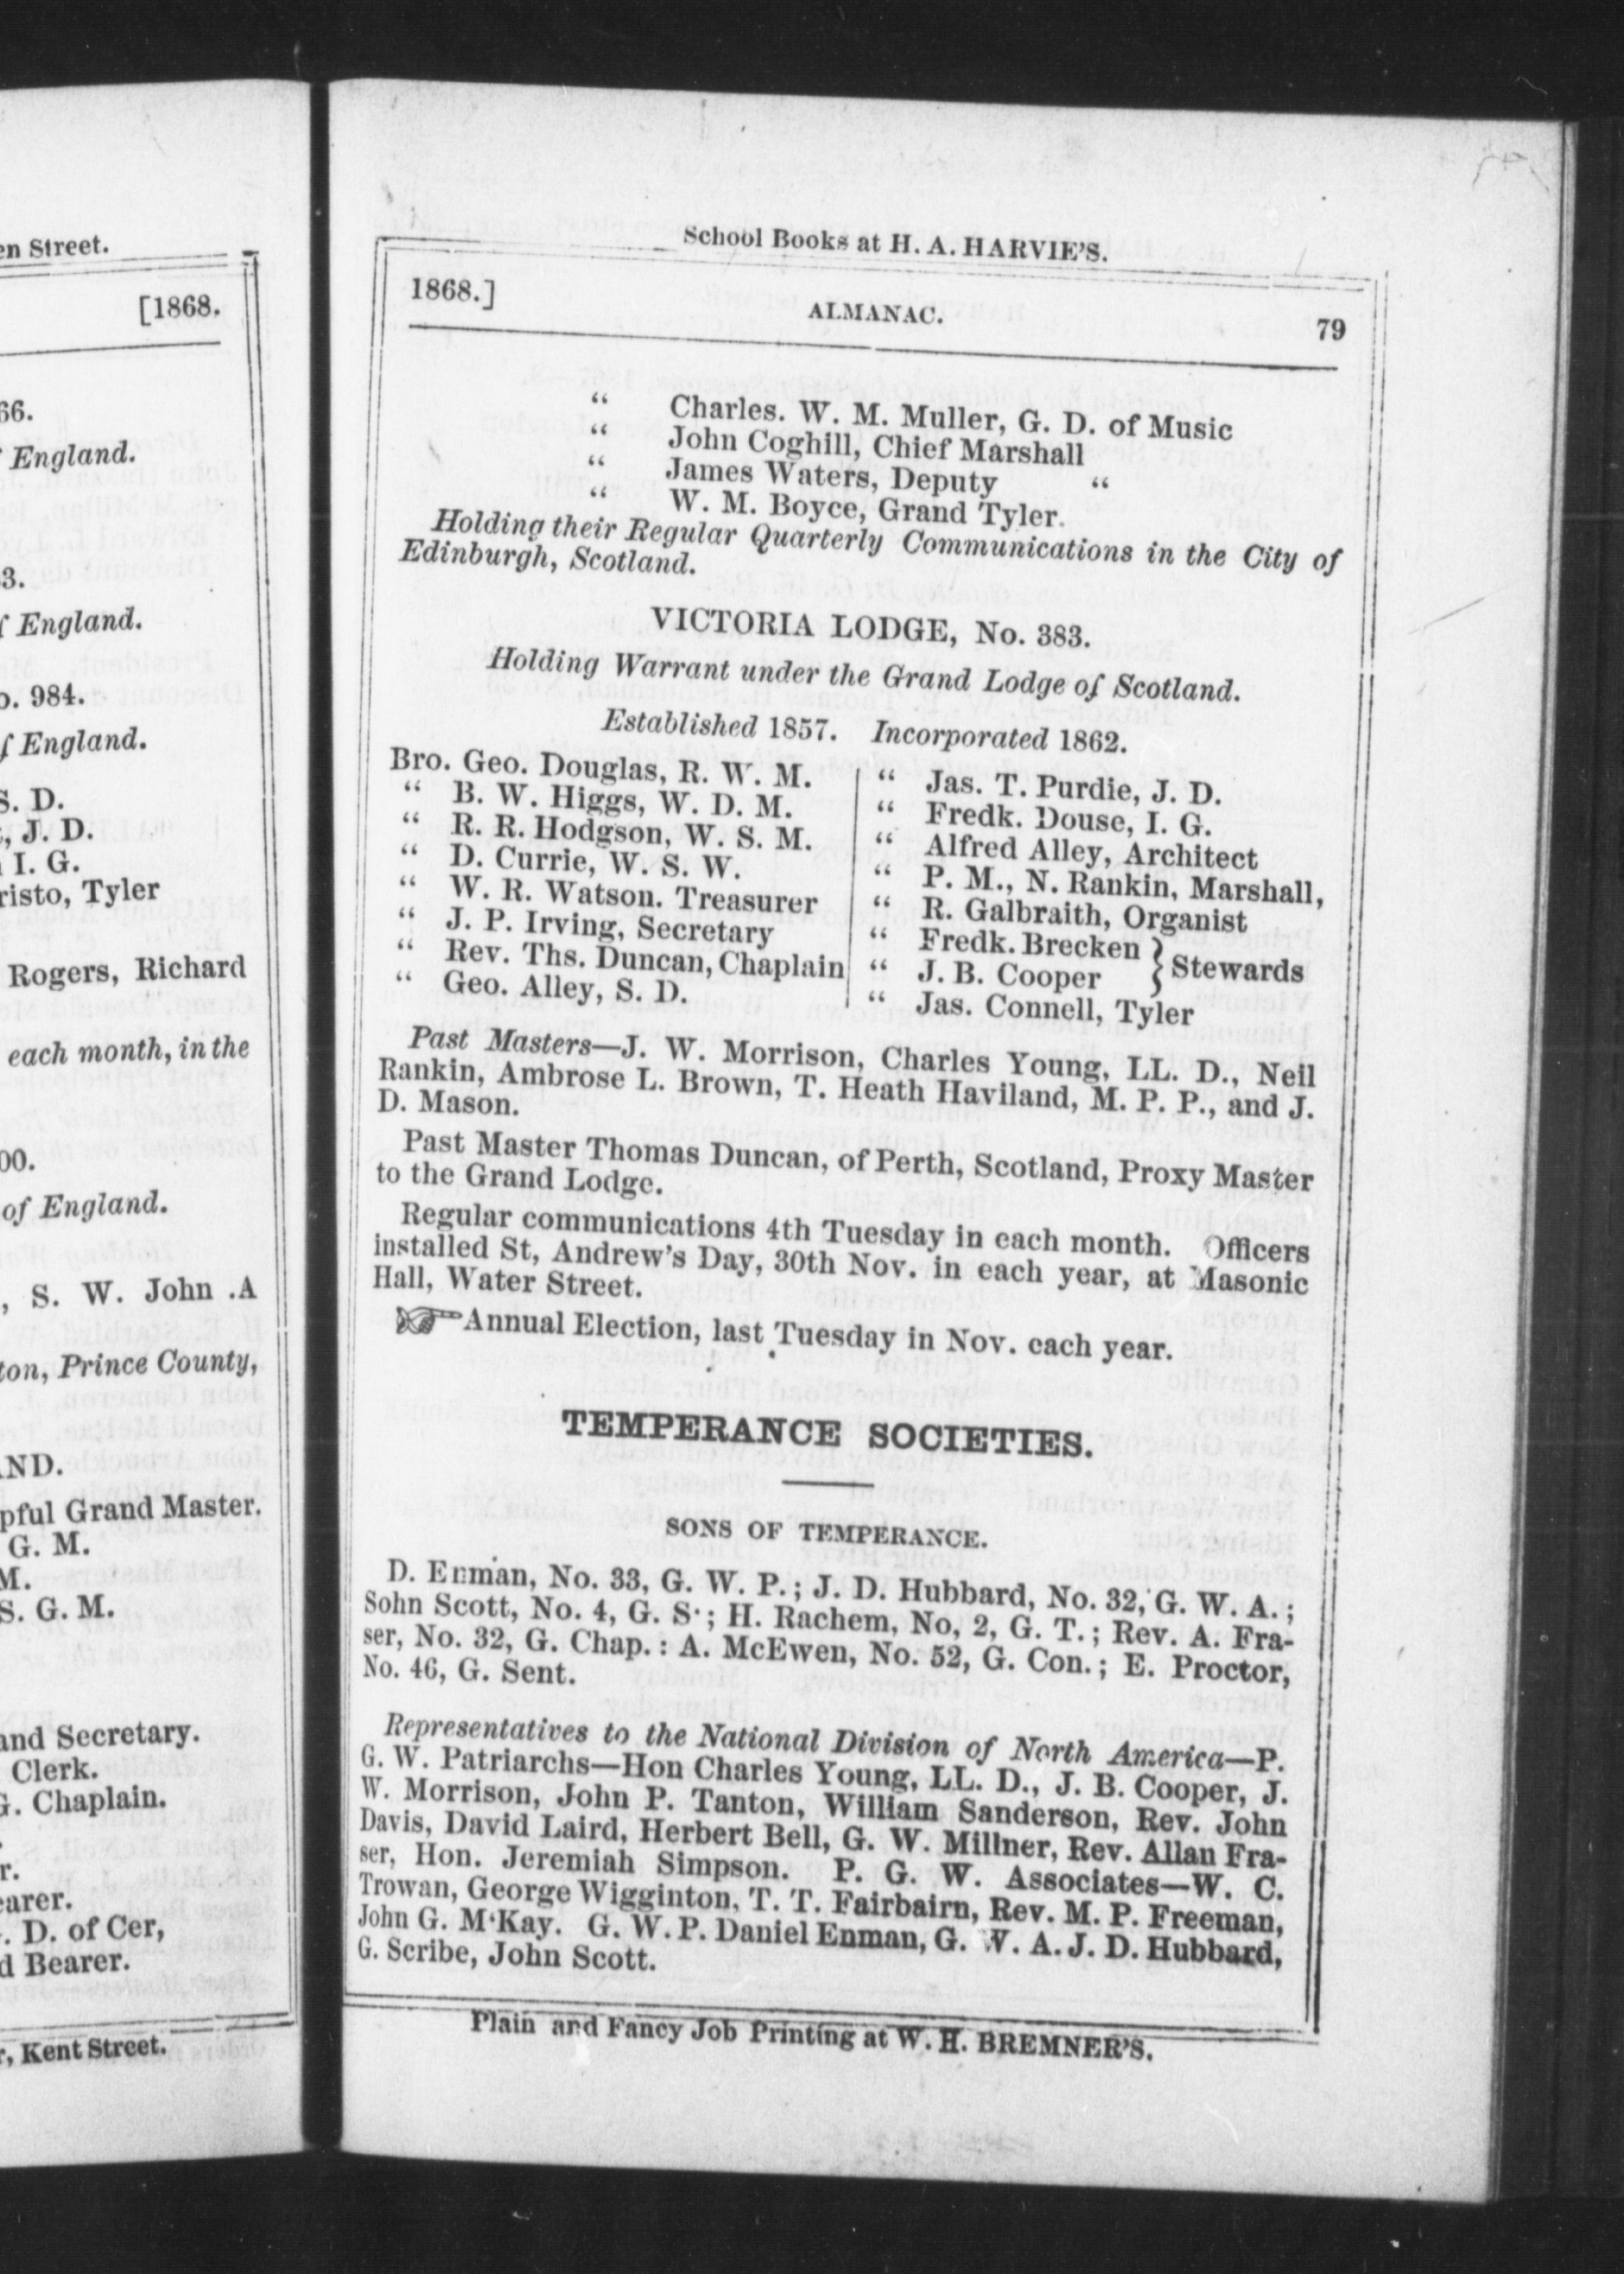 en Street.
[1868.
66.
England.
3.
f England.
o. 984.
f England.
S. D.
, J. D.
I. G.
risto, Tyler
Rogers, Richard
each month, in the
00.
of England.
, S. W. John .A
ton, Prince County,
AND.
pful Grand Master.
G. M.
M.
S. G. M.
and Secretary.
Clerk.
G. Chaplain.
r.
earer.
. D. of Cer,
d Bearer.
r, Kent Street.
School Books at H. A. HARVIE'S.
1868.] ALMANAC. 79
“ Charles. W. M. Muller, G. D. of Music
“ John Coghill, Chief Marshall
“ James Waters, Deputy “
“ W. M. Boyce, Grand Tyler.
Holding their Regular Quarterly Communications in the City of
Edinburgh, Scotland.
VICTORIA LODGE, No. 383.
Holding Warrant under the Grand Lodge of Scotland.
Established 1857. Incorporated 1862.
Bro. Geo. Douglas, R. W. M.
“ B. W. Higgs, W. D. M.
“ R. R. Hodgson, W. S. M.
“ D. Currie, W. S. W.
“ W. R. Watson. Treasurer
“ J. P. Irving, Secretary
“ Rev. Ths. Duncan, Chaplain
“ Geo. Alley, S. D.
“ Jas. T. Purdie, J. D.
“ Fredk. Douse, I. G.
“ Alfred Alley, Architect
“ P. M., N. Rankin, Marshall,
“ R. Galbraith, Organist
“ Fredk. Brecken } Stewards
“ J. B. Cooper
“ Jas. Connell, Tyler
Past Masters—J. W. Morrison, Charles Young, LL. D., Neil
Rankin, Ambrose L. Brown, T. Heath Haviland, M. P. P., and J.
D. Mason.
Past Master Thomas Duncan, of Perth, Scotland, Proxy Master
to the Grand Lodge.
Regular communications 4th Tuesday in each month. Officers
installed St, Andrew's Day, 30th Nov. in each year, at Masonic
Hall, Water Street.
☞Annual Election, last Tuesday in Nov. each year.
TEMPERANCE SOCIETIES.
SONS OF TEMPERANCE.
D. Enman, No. 33, G. W. P.; J. D. Hubbard, No. 32, G. W. A.;
Sohn Scott, No. 4, G. S·; H. Rachem, No, 2, G. T.; Rev. A. Fra-
ser, No. 32, G. Chap.: A. McEwen, No. 52, G. Con.; E. Proctor,
No. 46, G. Sent.
Representatives to the National Division of North America—P.
G. W. Patriarchs—Hon Charles Young, LL. D., J. B. Cooper, J.
W. Morrison, John P. Tanton, William Sanderson, Rev. John
Davis, David Laird, Herbert Bell, G. W. Millner, Rev. Allan Fra-
ser, Hon. Jeremiah Simpson. P. G. W. Associates—W. C.
Trowan, George Wigginton, T. T. Fairbairn, Rev. M. P. Freeman,
John G. M'Kay. G. W. P. Daniel Enman, G. W. A. J. D. Hubbard,
G. Scribe, John Scott.
Plain and Fancy Job Printing at W. H. BREMNER'S.